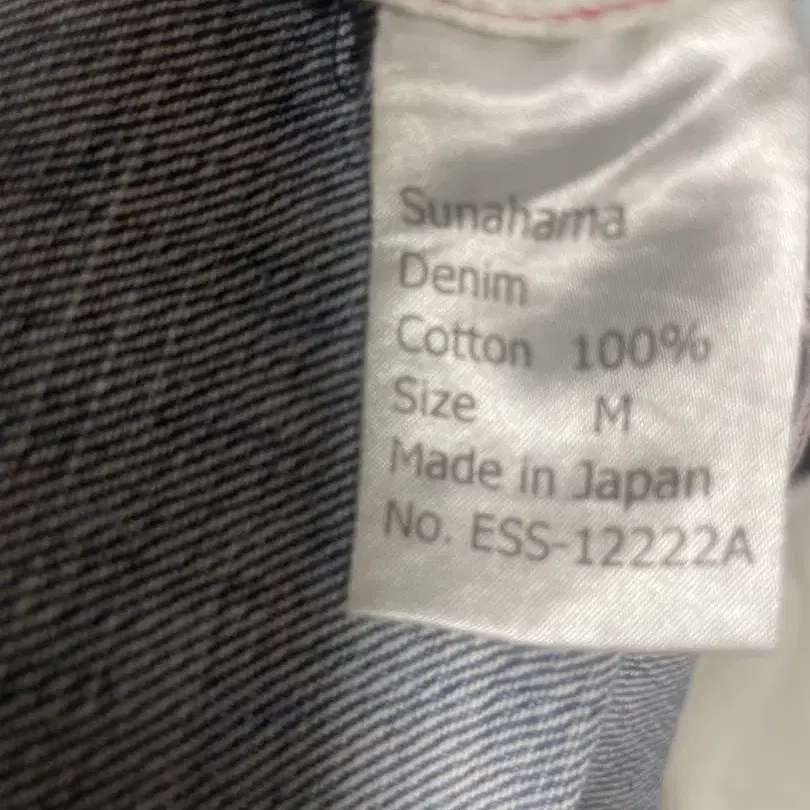 Sunahama
Denim
Cotton 100%
Size M
Made in Japan
No. ESS-12222A